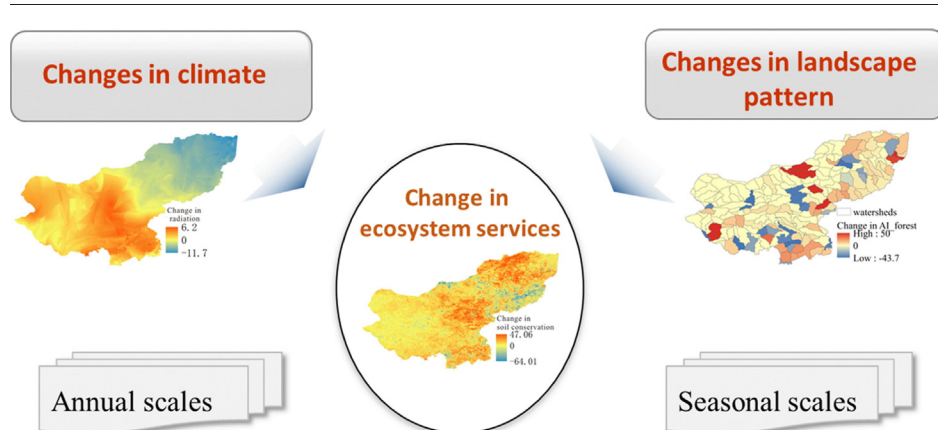 Changes in climate
Changes in landscape
pattern
Change in
radiation
6.2
0
-11.7
Change in
ecosystem services
Change in
soil conservation
47.06
0
-64.01
watersheds
Change in AI_forest
High : 50
0
Low : -43.7
Annual scales
Seasonal scales